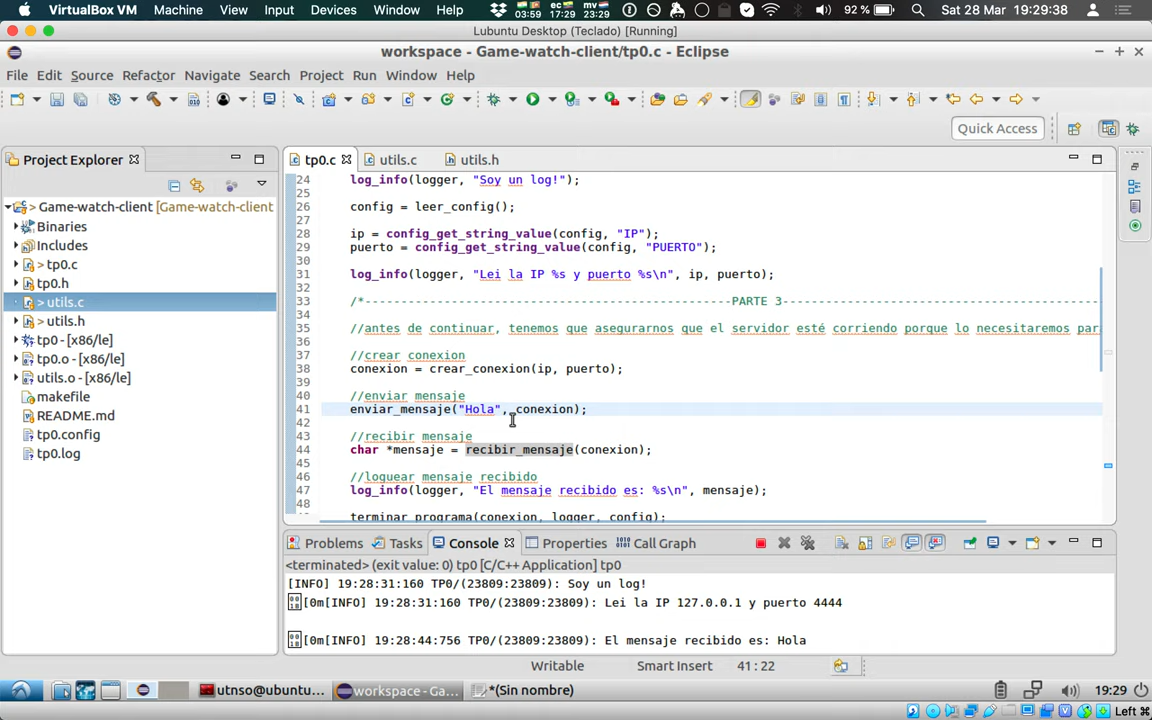 VirtualBox VM Machine View Input Devices Window Help 03:59 ec 17:29 mv 23:29 92 % Sat 28 Mar 19:29:38
Lubuntu Desktop (Teclado) [Running]
workspace - Game-watch-client/tp0.c - Eclipse
File Edit Source Refactor Navigate Search Project Run Window Help
Quick Access
Project Explorer
tp0.c utils.c utils.h
Game-watch-client [Game-watch-client
Binaries
Includes
> tp0.c
tp0.h
> utils.c
> utils.h
tp0 - [x86/le]
tp0.o - [x86/le]
utils.o - [x86/le]
makefile
README.md
tp0.config
tp0.log
24 log_info(logger, "Soy un log!");
25
26 config = leer_config();
27
28 ip = config_get_string_value(config, "IP");
29 puerto = config_get_string_value(config, "PUERTO");
30
31 log_info(logger, "Lei la IP %s y puerto %s\n", ip, puerto);
32
33 /*------------------------------------------------------PARTE 3--------------------------------------------
34
35 //antes de continuar, tenemos que asegurarnos que el servidor esté corriendo porque lo necesitaremos par
36
37 //crear conexion
38 conexion = crear_conexion(ip, puerto);
39
40 //enviar mensaje
41 enviar_mensaje("Hola", conexion);
42
43 //recibir mensaje
44 char *mensaje = recibir_mensaje(conexion);
45
46 //loguear mensaje recibido
47 log_info(logger, "El mensaje recibido es: %s\n", mensaje);
48
terminar_programa(conexion, logger, config);
Problems Tasks Console Properties Call Graph
<terminated> (exit value: 0) tp0 [C/C++ Application] tp0
[INFO] 19:28:31:160 TP0/(23809:23809): Soy un log!
[0m[INFO] 19:28:31:160 TP0/(23809:23809): Lei la IP 127.0.0.1 y puerto 4444
[0m[INFO] 19:28:44:756 TP0/(23809:23809): El mensaje recibido es: Hola
Writable Smart Insert 41 : 22
utnso@ubuntu... workspace - Ga... *(Sin nombre) 19:29
Left ⌘